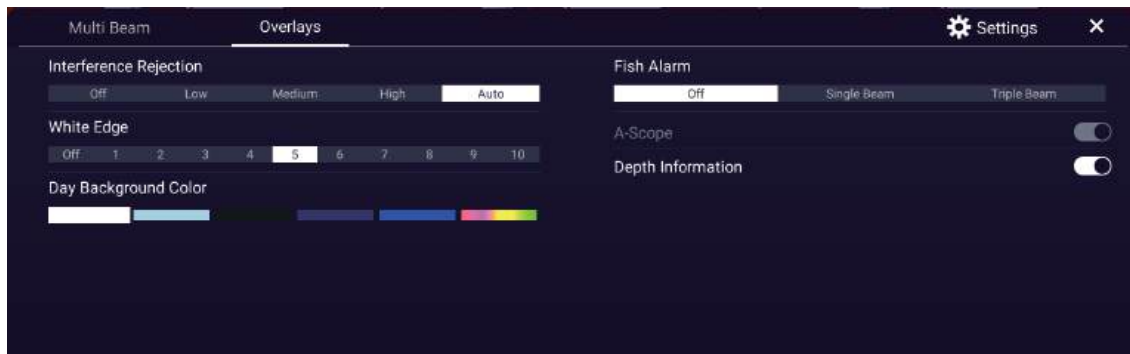 Multi Beam
Overlays
Settings
Interference Rejection
Off Low Medium High Auto
White Edge
Off 1 2 3 4 5 6 7 8 9 10
Day Background Color
Fish Alarm
Off Single Beam Triple Beam
A-Scope
Depth Information